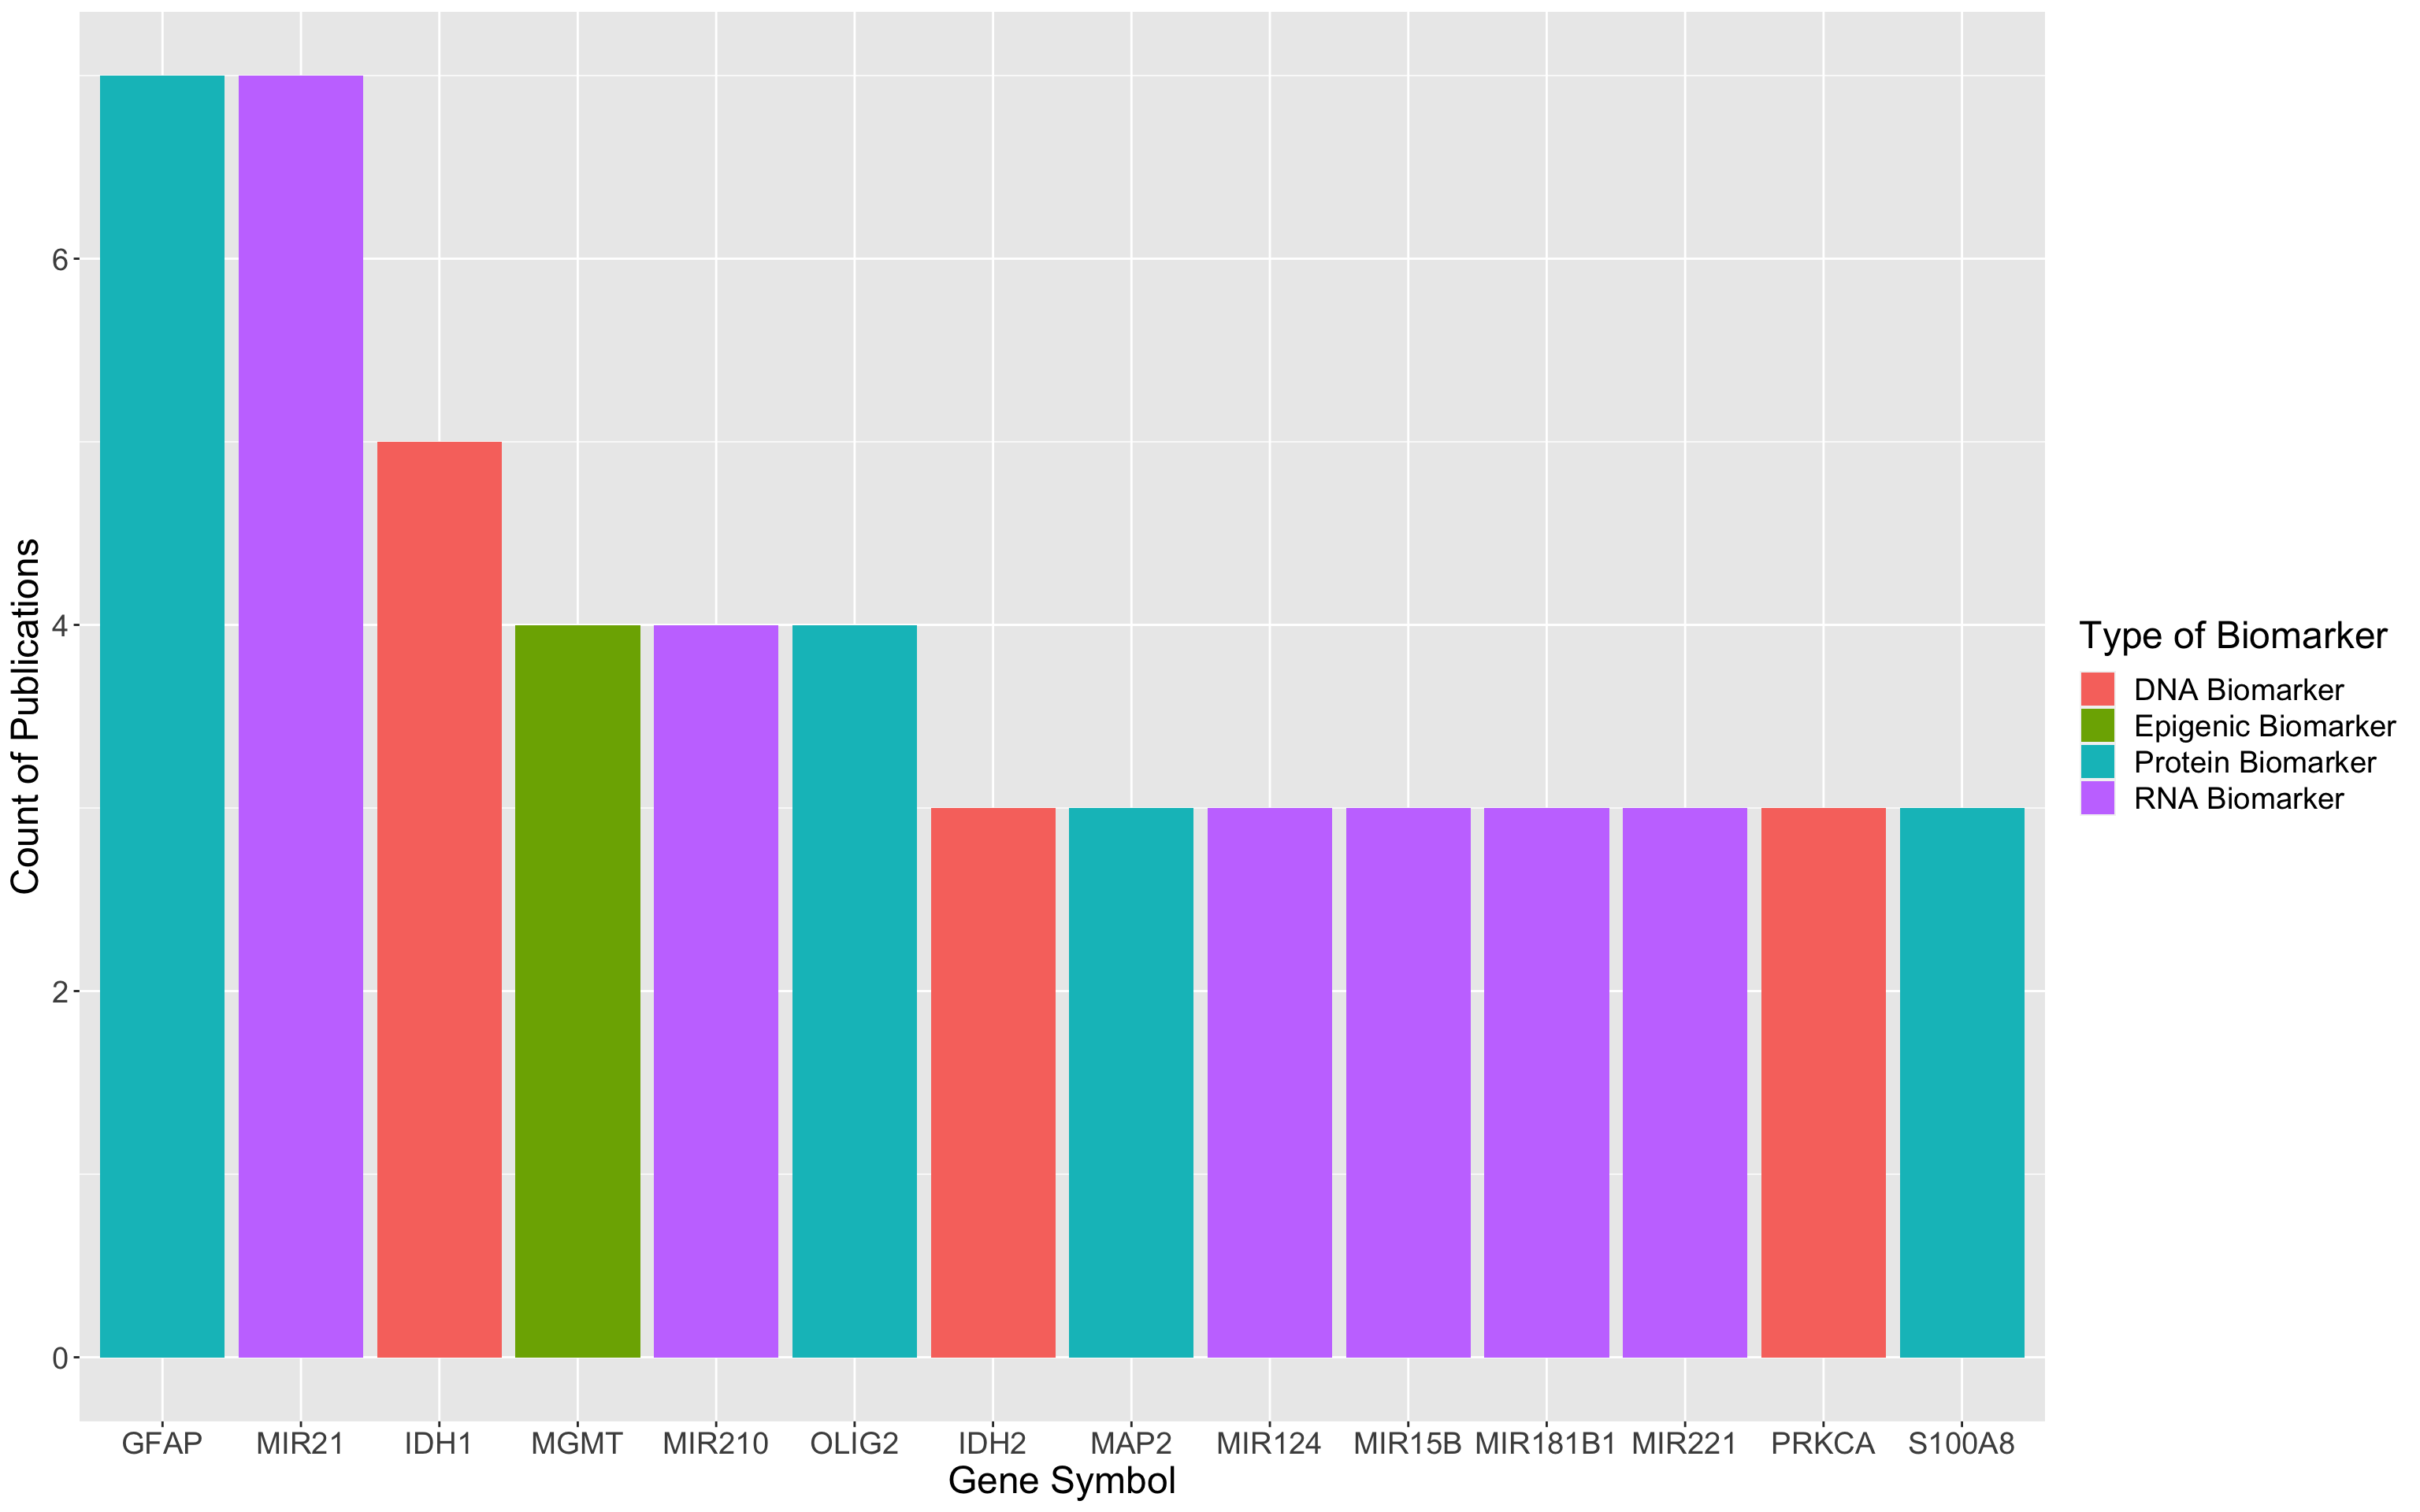 Count of Publications
6
4
2
0
GFAP MIR21 IDH1 MGMT MIR210 OLIG2 IDH2 MAP2 MIR124 MIR15B MIR181B1 MIR221 PRKCA S100A8
Gene Symbol
Type of Biomarker
DNA Biomarker
Epigenic Biomarker
Protein Biomarker
RNA Biomarker